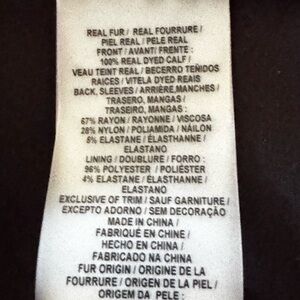 REAL FUR / REAL FOURRURE /
PIEL REAL / PELE REAL
FRONT / AVANT/ FRENTE :
100% REAL DYED CALF /
VEAU TEINT REAL / BECERRO TEÑIDOS
RAICES / VITELA DYED REAIS
BACK, SLEEVES / ARRIÈRE,MANCHES /
TRASERO, MANGAS /
TRASEIRO, MANGAS :
67% RAYON / RAYONNE / VISCOSA
28% NYLON / POLIAMIDA / NÁILON
5% ELASTANE / ÉLASTHANNE /
ELASTANO
LINING / DOUBLURE / FORRO :
96% POLYESTER / POLIÉSTER
4% ELASTANE / ÉLASTHANNE /
ELASTANO
EXCLUSIVE OF TRIM / SAUF GARNITURE /
EXCEPTO ADORNO / SEM DECORAÇÃO
MADE IN CHINA /
FABRIQUÉ EN CHINE /
HECHO EN CHINA /
FABRICADO NA CHINA
FUR ORIGIN / ORIGINE DE LA
FOURRURE / ORIGEN DE LA PIEL /
ORIGEM DA PELE :